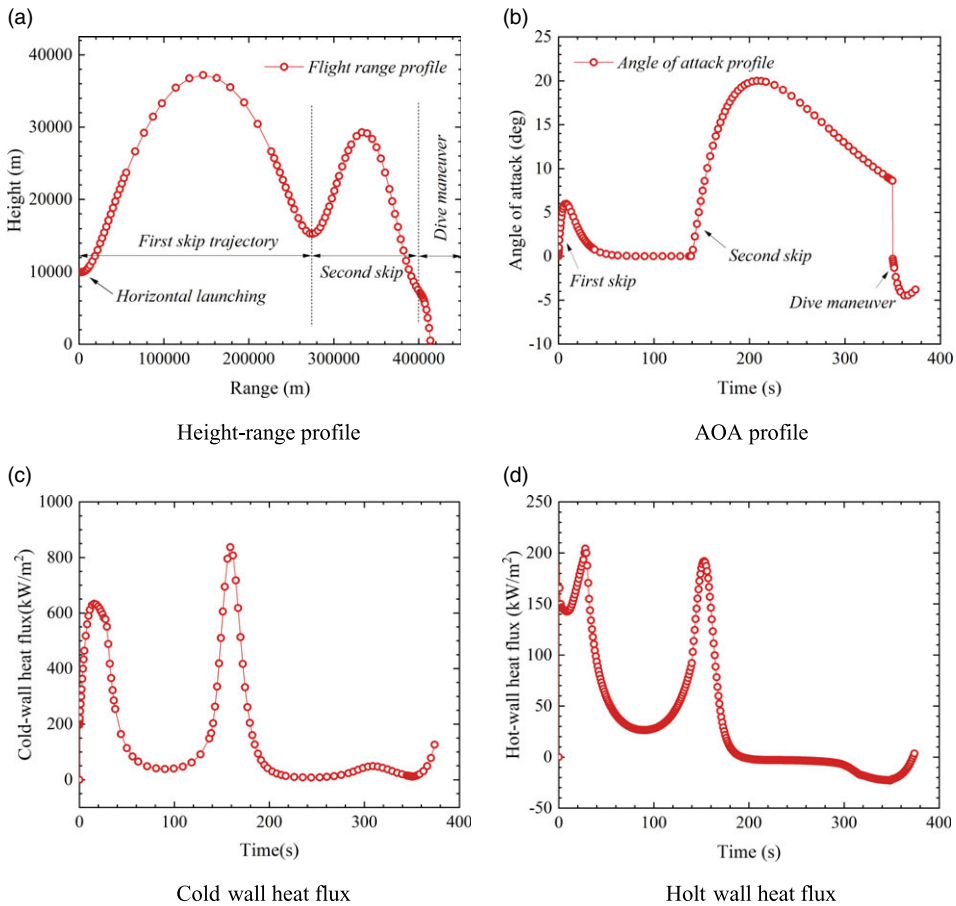 (a)
40000
30000
20000
10000
0
Height (m)
Flight range profile
First skip trajectory
Second skip
Dive maneuver
Horizontal launching
0 100000 200000 300000 400000
Range (m)
Height-range profile
(b)
25
20
15
10
5
0
-5
-10
Angle of attack (deg)
Angle of attack profile
First skip
Second skip
Dive maneuver
0 100 200 300 400
Time (s)
AOA profile
(c)
1000
800
600
400
200
0
Cold-wall heat flux(kW/m²)
0 100 200 300 400
Time(s)
Cold wall heat flux
(d)
250
200
150
100
50
0
-50
Hot-wall heat flux (kW/m²)
0 100 200 300 400
Time (s)
Holt wall heat flux